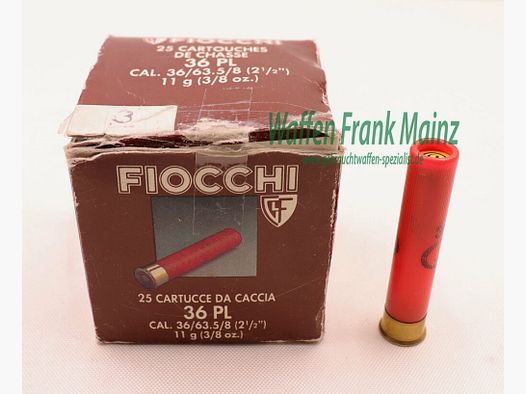 25 CARTOUCHES
DE CHASSE
36 PL
CAL. 36/63.5/8 (2 1/2")
11 g (3/8 oz.)
3
Waffen Frank Mainz
www.gebrauchtwaffen-spezialist.de
FIOCCHI
GF
25 CARTUCCE DA CACCIA
36 PL
CAL. 36/63.5/8 (2 1/2")
11 g (3/8 oz.)